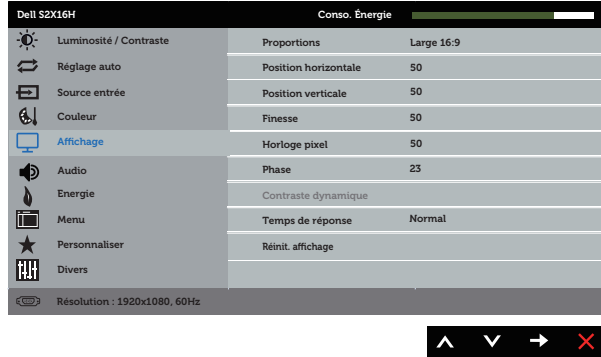 Dell S2X16H Conso. Énergie
Luminosité / Contraste Proportions Large 16:9
Réglage auto Position horizontale 50
Source entrée Position verticale 50
Couleur Finesse 50
Affichage Horloge pixel 50
Audio Phase 23
Energie Contraste dynamique
Menu Temps de réponse Normal
Personnaliser Réinit. affichage
Divers
Résolution : 1920x1080, 60Hz